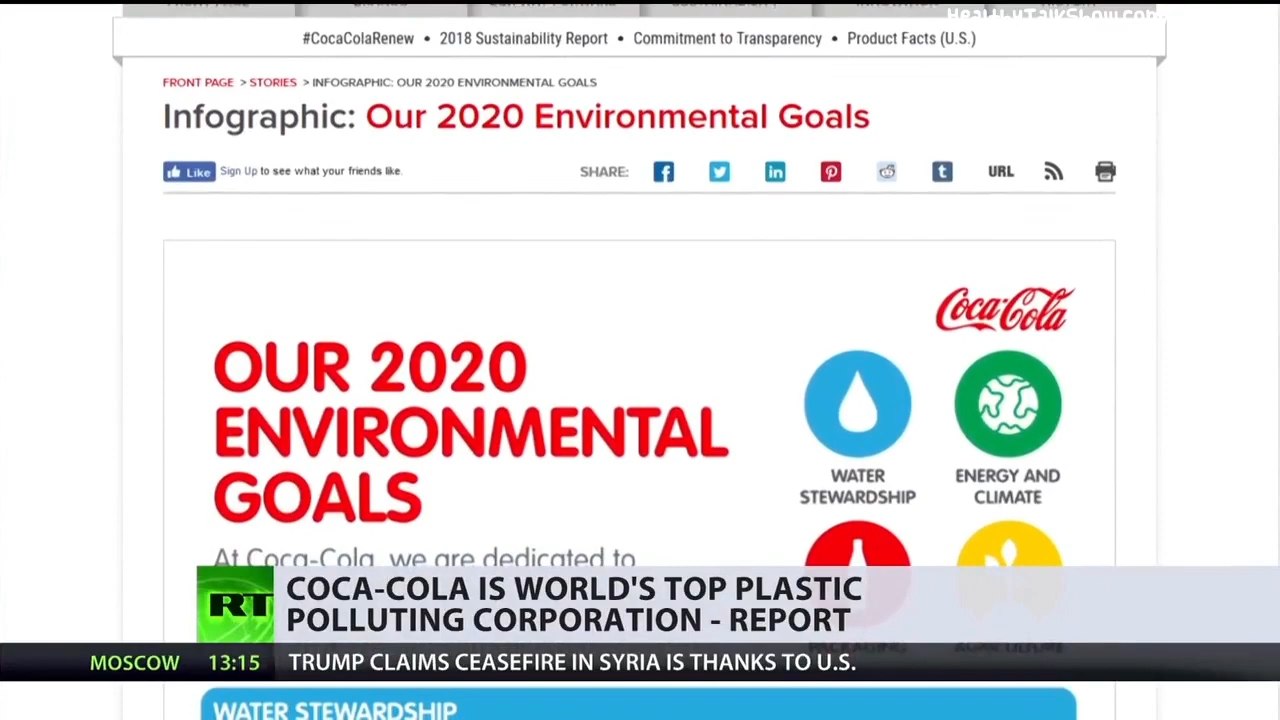 HealthyTalkShow.com
#CocaColaRenew • 2018 Sustainability Report • Commitment to Transparency • Product Facts (U.S.)
FRONT PAGE > STORIES > INFOGRAPHIC: OUR 2020 ENVIRONMENTAL GOALS
Infographic: Our 2020 Environmental Goals
Like Sign Up to see what your friends like.
SHARE: URL
Coca-Cola
OUR 2020
ENVIRONMENTAL
GOALS
WATER
STEWARDSHIP
ENERGY AND
CLIMATE
At Coca-Cola, we are dedicated to
RT
COCA-COLA IS WORLD'S TOP PLASTIC
POLLUTING CORPORATION - REPORT
MOSCOW 13:15 TRUMP CLAIMS CEASEFIRE IN SYRIA IS THANKS TO U.S.
WATER STEWARDSHIP